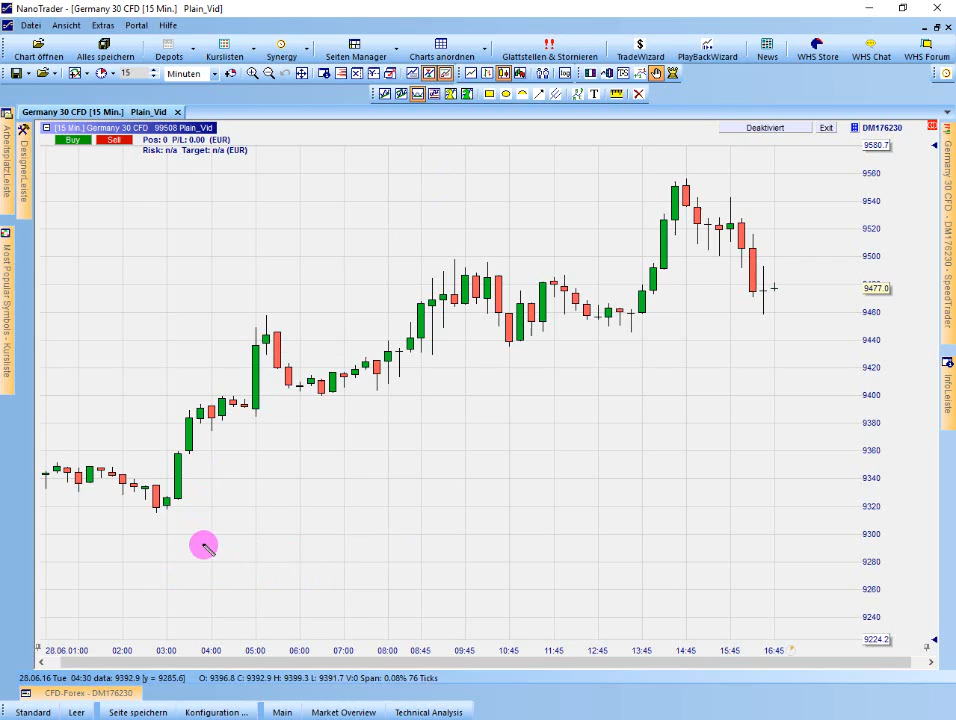 NanoTrader - [Germany 30 CFD [15 Min.]  Plain_Vid]
Datei Ansicht Extras Portal Hilfe
Chart öffnen Alles speichern Depots Kurslisten Synergy Seiten Manager Charts anordnen Glattstellen & Stornieren TradeWizard PlayBackWizard News WHS Store WHS Chat WHS Forum
15 Minuten
Germany 30 CFD [15 Min.]  Plain_Vid
[15 Min.] Germany 30 CFD  99508 Plain_Vid
Deaktiviert Exit DM176230
Buy Sell Pos: 0  P/L: 0.00  (EUR)
Risk: n/a  Target: n/a (EUR)
9580.7
9560
9540
9520
9500
9477.0
9460
9440
9420
9400
9380
9360
9340
9320
9300
9280
9260
9240
9224.2
28.06.01:00 02:00 03:00 04:00 05:00 06:00 07:00 08:00 08:45 09:45 10:45 11:45 12:45 13:45 14:45 15:45 16:45
ArbeitsplatzLeiste
DesignerLeiste
Most Popular Symbols - Kursliste
Germany 30 CFD - DM176230 - SpeedTrader
InfoLeiste
28.06.16 Tue  04:30 data: 9392.9 [y = 9285.6] O: 9396.8 C: 9392.9 H: 9399.3 L: 9391.7 V:0 Span: 0.08% 76 Ticks
CFD-Forex - DM176230
Standard Leer Seite speichern Konfiguration ... Main Market Overview Technical Analysis